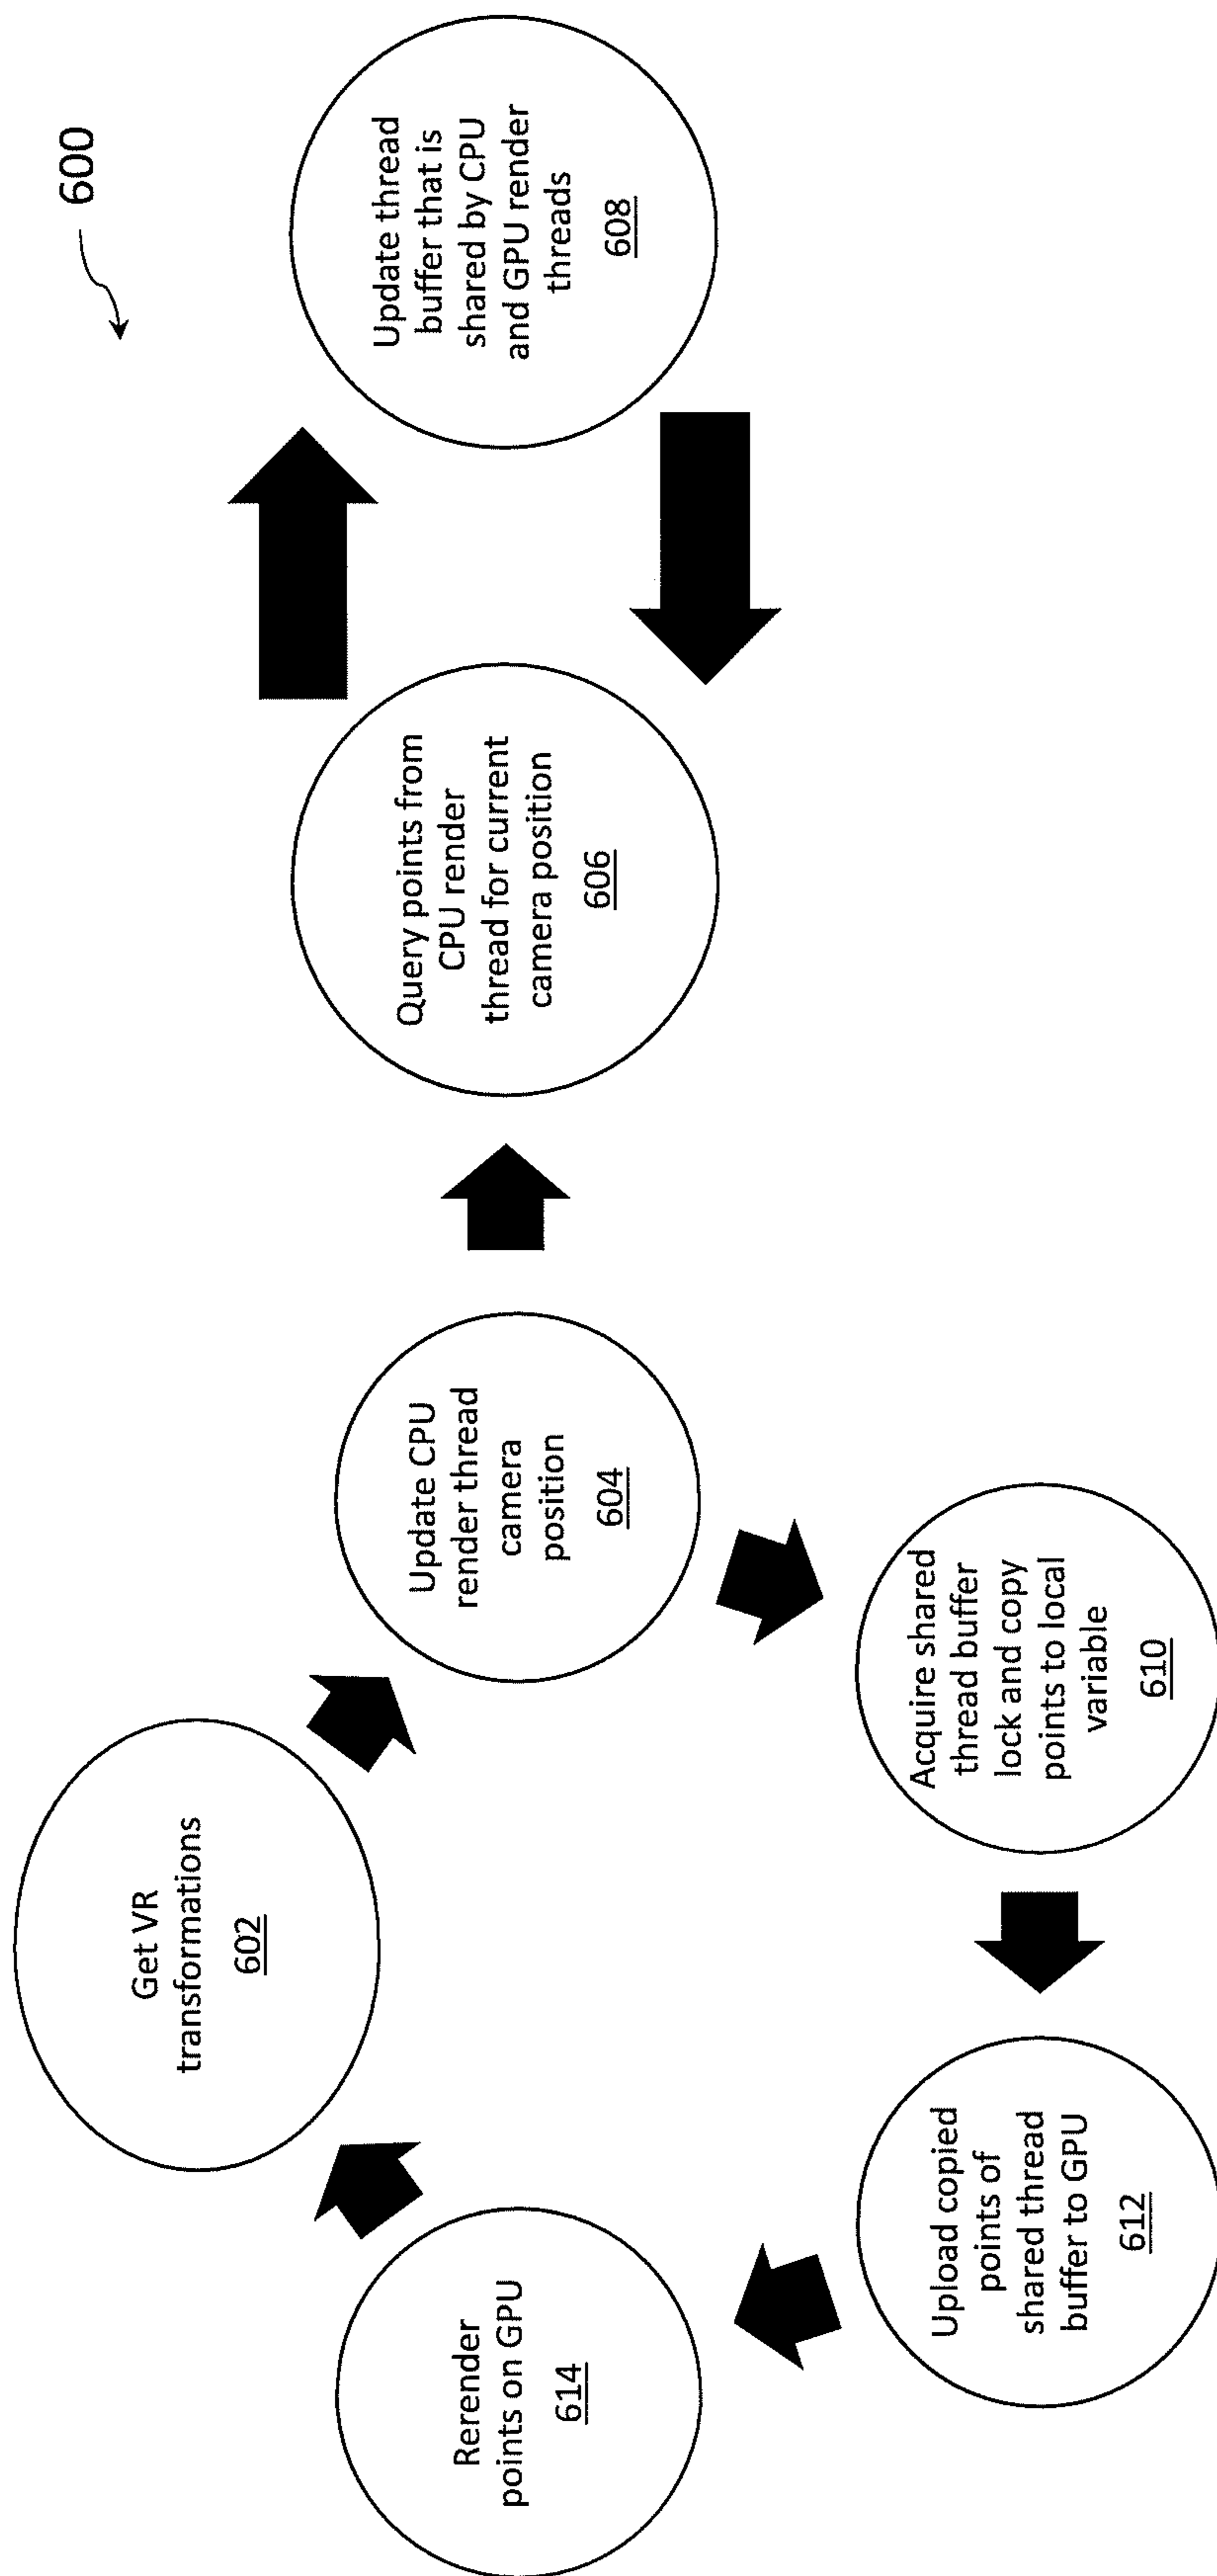 600
Get VR
transformations
602
Update CPU
render thread
camera
position
604
Query points from
CPU render
thread for current
camera position
606
Update thread
buffer that is
shared by CPU
and GPU render
threads
608
Acquire shared
thread buffer
lock and copy
points to local
variable
610
Upload copied
points of
shared thread
buffer to GPU
612
Rerender
points on GPU
614